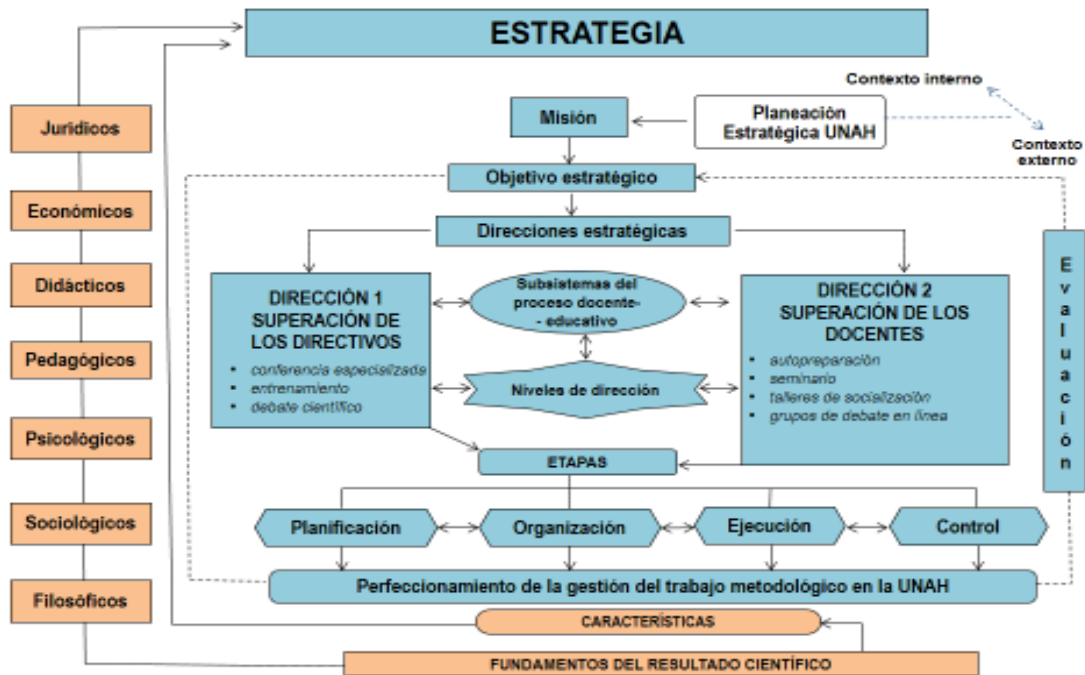 ESTRATEGIA
Contexto interno
Misión
Planeación
Estratégica UNAH
Contexto
externo
Objetivo estratégico
Direcciones estratégicas
Jurídicos
Económicos
Didácticos
Pedagógicos
Psicológicos
Sociológicos
Filosóficos
DIRECCIÓN 1
SUPERACIÓN DE
LOS DIRECTIVOS
• conferencia especializada
• entrenamiento
• debate científico
Subsistemas del
proceso docente-
- educativo
Niveles de dirección
DIRECCIÓN 2
SUPERACIÓN DE LOS
DOCENTES
• autopreparación
• seminario
• talleres de socialización
• grupos de debate en línea
Evaluación
ETAPAS
Planificación
Organización
Ejecución
Control
Perfeccionamiento de la gestión del trabajo metodológico en la UNAH
CARACTERÍSTICAS
FUNDAMENTOS DEL RESULTADO CIENTÍFICO